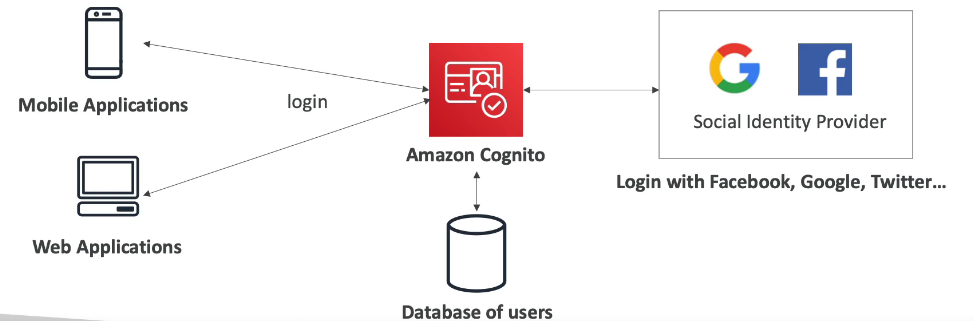 Mobile Applications
login
Amazon Cognito
Social Identity Provider
Login with Facebook, Google, Twitter...
Web Applications
Database of users